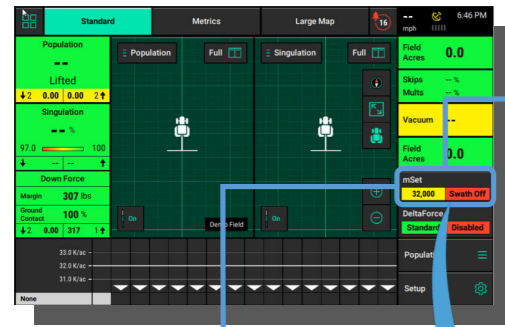 Standard
Metrics
Large Map
16
--
mph
6:46 PM
Population
--
Lifted
2 0.00 0.00 2
Singulation
-- %
97.0 100
-- --
Down Force
Margin 307 lbs
Ground Contact 100 %
2 0.00 317 1
Population Full
Singulation Full
On
Demo Field
On
Field Acres 0.0
Skips -- %
Mults -- %
Vacuum --
Field Acres 0.0
mSet
32,000 Swath Off
DeltaForce
Standard Disabled
Populat
Setup
33.0 K/ac
32.0 K/ac
31.0 K/ac
None